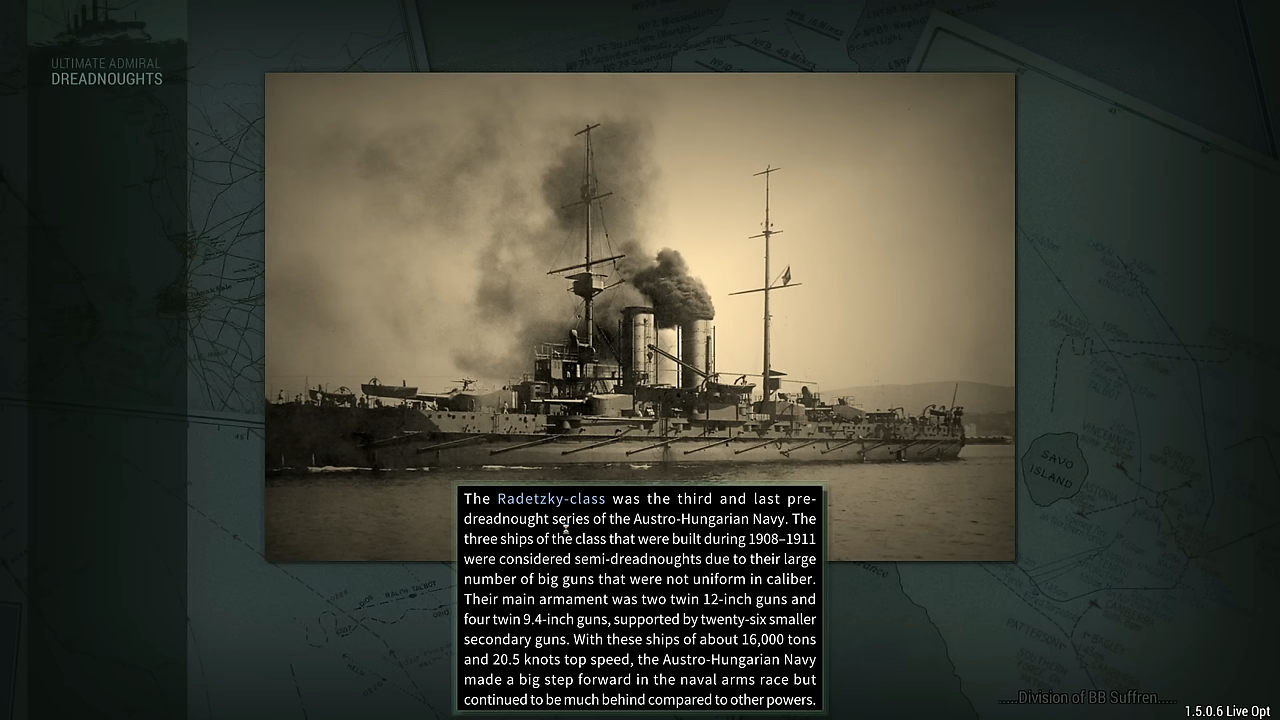 ULTIMATE ADMIRAL
DREADNOUGHTS
SAVO
ISLAND
The Radetzky-class was the third and last pre-
dreadnought series of the Austro-Hungarian Navy. The
three ships of the class that were built during 1908–1911
were considered semi-dreadnoughts due to their large
number of big guns that were not uniform in caliber.
Their main armament was two twin 12-inch guns and
four twin 9.4-inch guns, supported by twenty-six smaller
secondary guns. With these ships of about 16,000 tons
and 20.5 knots top speed, the Austro-Hungarian Navy
made a big step forward in the naval arms race but
continued to be much behind compared to other powers.
.....Division of BB Suffren.....
1.5.0.6 Live Opt